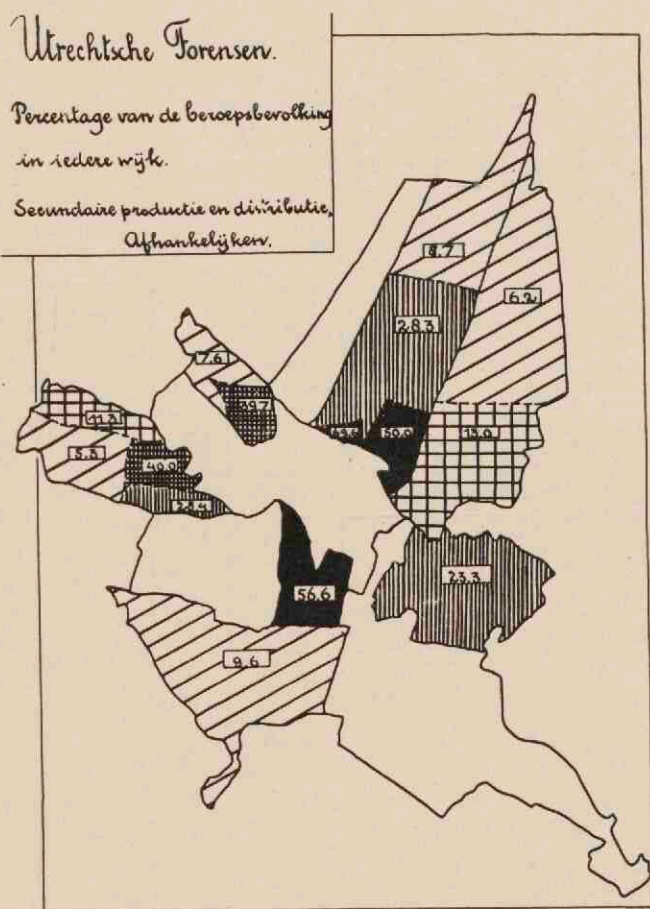 Utrechtsche Forensen.
Percentage van de beroepsbevolking
in iedere wijk.
Secundaire productie en distributie,
Afhankelijken.
8.7
6.2
28.3
7.6
39.7
11.3
50.0
13.0
5.3
40.0
28.4
23.3
56.6
9.6